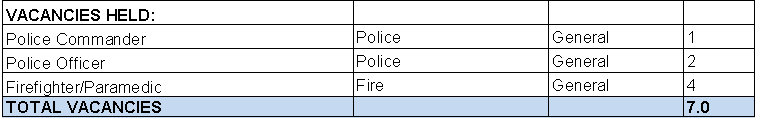 VACANCIES HELD:
Police Commander Police General 1
Police Officer Police General 2
Firefighter/Paramedic Fire General 4
TOTAL VACANCIES 7.0